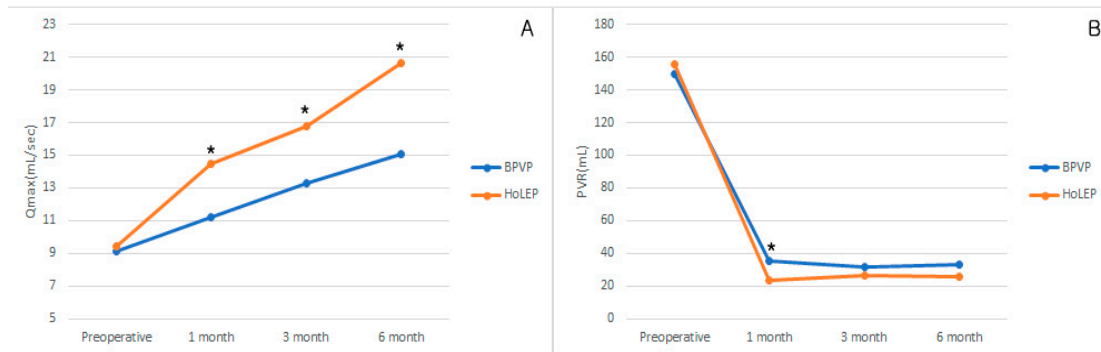 A
23
21
19
17
15
13
11
9
7
5
Qmax(mL/sec)
Preoperative 1 month 3 month 6 month
* * *
BPVP
HoLEP
B
180
160
140
120
100
80
60
40
20
0
PVR(mL)
Preoperative 1 month 3 month 6 month
*
BPVP
HoLEP